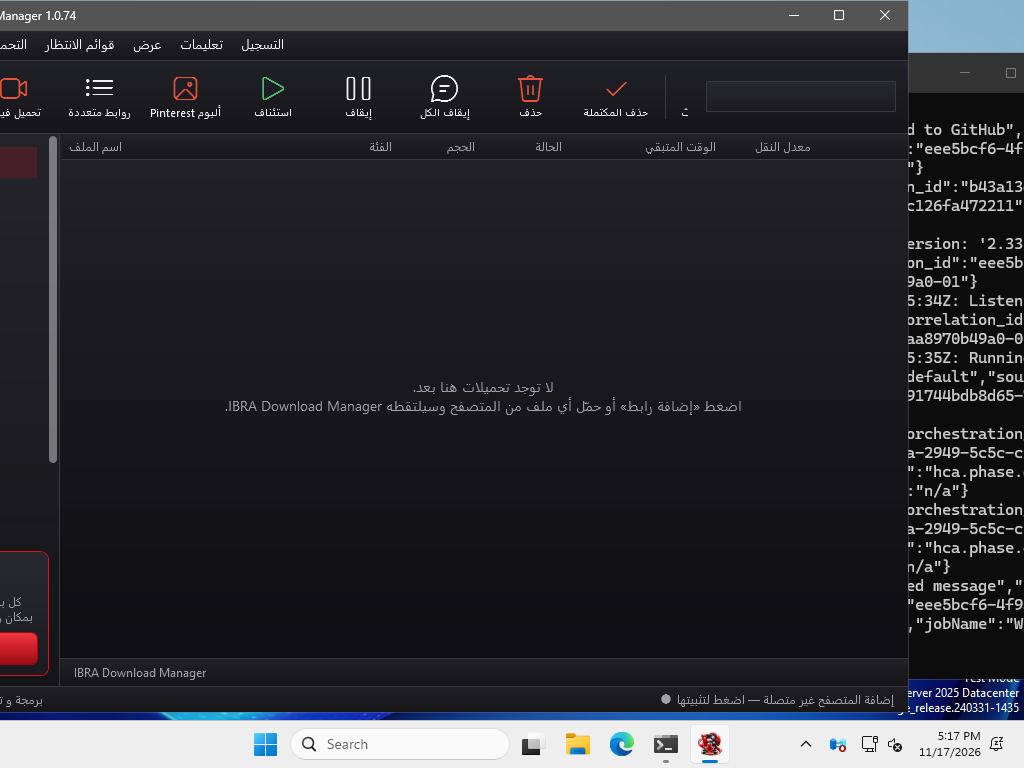 Manager 1.0.74
التسجيل
تعليمات
عرض
قوائم الانتظار
روابط متعددة
ألبوم Pinterest
استئناف
إيقاف
إيقاف الكل
حذف
حذف المكتملة
اسم الملف
الفئة
الحجم
الحالة
الوقت المتبقي
معدل النقل
لا توجد تحميلات هنا بعد.
اضغط «إضافة رابط» أو حمّل أي ملف من المتصفح وسيلتقطه IBRA Download Manager.
IBRA Download Manager
إضافة المتصفح غير متصلة — اضغط لتثبيتها
d to GitHub",
:"eee5bcf6-4f
"}
c126fa472211"
ersion: '2.33
on_id":"eee5b
9a0-01"}
5:34Z: Listen
orrelation_id
aa8970b49a0-0
5:35Z: Runnin
default","sou
91744bdb8d65-
orchestration
a-2949-5c5c-c
":"hca.phase.
:"n/a"}
orchestration
a-2949-5c5c-c
":"hca.phase.
n/a"}
ed message","
"eee5bcf6-4f9
,"jobName":"W
Test Mode
erver 2025 Datacenter
e_release.240331-1435
Search
5:17 PM
11/17/2026